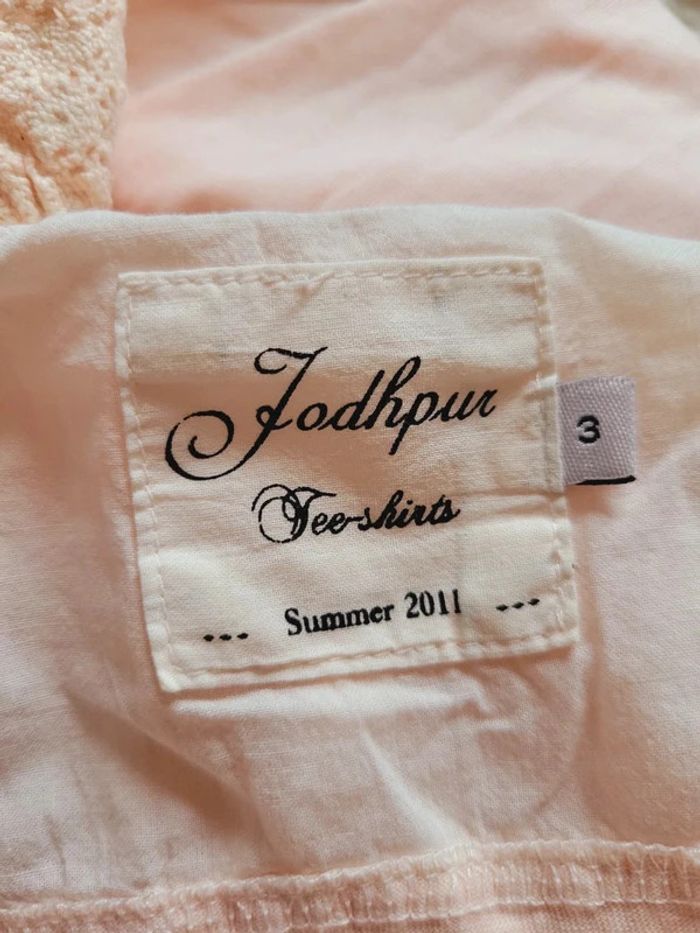 Jodhpur
3
Tee-shirts
--- Summer 2011 ---